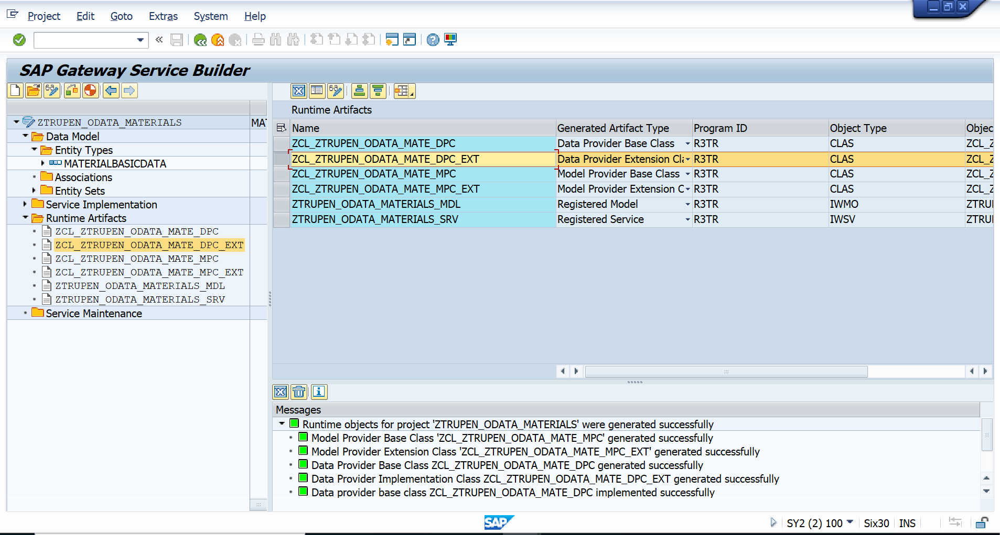 Project Edit Goto Extras System Help
SAP Gateway Service Builder
ZTRUPEN_ODATA_MATERIALS MAT
Data Model
Entity Types
MATERIALBASICDATA
Associations
Entity Sets
Service Implementation
Runtime Artifacts
ZCL_ZTRUPEN_ODATA_MATE_DPC
ZCL_ZTRUPEN_ODATA_MATE_DPC_EXT
ZCL_ZTRUPEN_ODATA_MATE_MPC
ZCL_ZTRUPEN_ODATA_MATE_MPC_EXT
ZTRUPEN_ODATA_MATERIALS_MDL
ZTRUPEN_ODATA_MATERIALS_SRV
Service Maintenance
Runtime Artifacts
Name Generated Artifact Type Program ID Object Type Objec
ZCL_ZTRUPEN_ODATA_MATE_DPC Data Provider Base Class R3TR CLAS ZCL_Z
ZCL_ZTRUPEN_ODATA_MATE_DPC_EXT Data Provider Extension Cla R3TR CLAS ZCL_Z
ZCL_ZTRUPEN_ODATA_MATE_MPC Model Provider Base Class R3TR CLAS ZCL_Z
ZCL_ZTRUPEN_ODATA_MATE_MPC_EXT Model Provider Extension C R3TR CLAS ZCL_Z
ZTRUPEN_ODATA_MATERIALS_MDL Registered Model R3TR IWMO ZTRUI
ZTRUPEN_ODATA_MATERIALS_SRV Registered Service R3TR IWSV ZTRUI
Messages
Runtime objects for project 'ZTRUPEN_ODATA_MATERIALS' were generated successfully
Model Provider Base Class 'ZCL_ZTRUPEN_ODATA_MATE_MPC' generated successfully
Model Provider Extension Class 'ZCL_ZTRUPEN_ODATA_MATE_MPC_EXT' generated successfully
Data Provider Base Class ZCL_ZTRUPEN_ODATA_MATE_DPC generated successfully
Data Provider Implementation Class ZCL_ZTRUPEN_ODATA_MATE_DPC_EXT generated successfully
Data provider base class ZCL_ZTRUPEN_ODATA_MATE_DPC implemented successfully
SAP SY2 (2) 100 Six30 INS